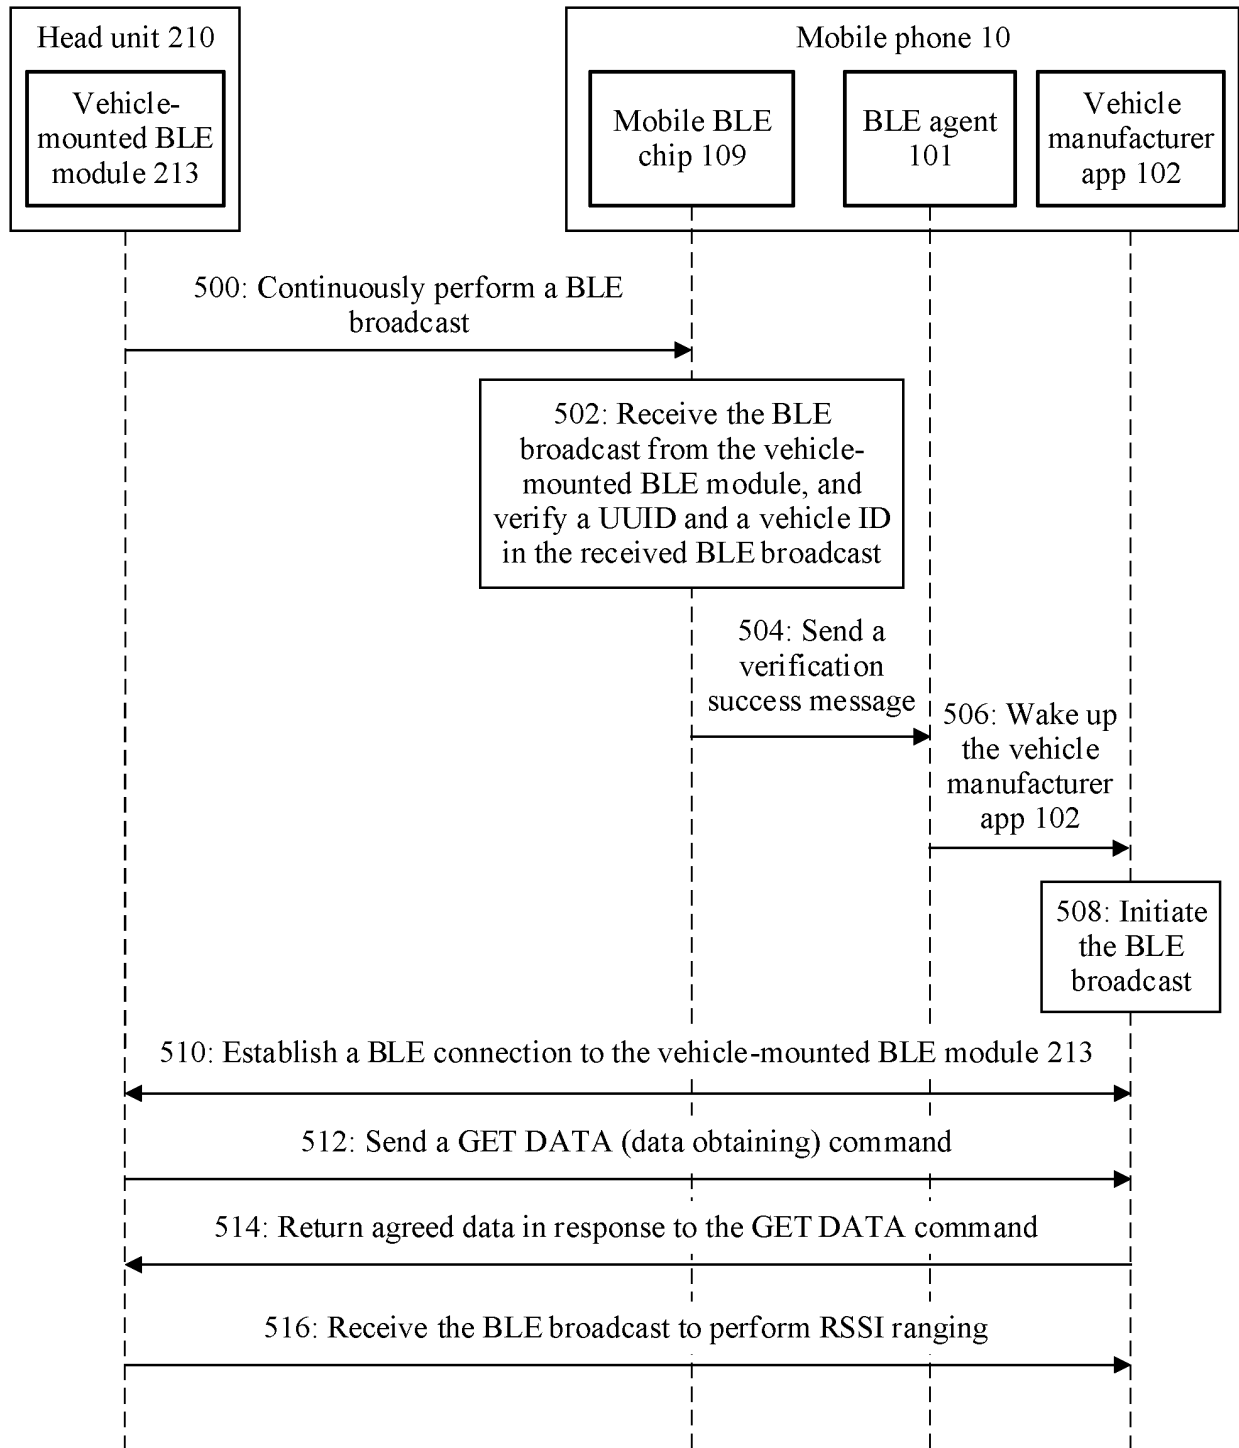 Head unit 210
Mobile phone 10
Vehicle-
mounted BLE
module 213
Mobile BLE
chip 109
BLE agent
101
Vehicle
manufacturer
app 102
500: Continuously perform a BLE
broadcast
502: Receive the BLE
broadcast from the vehicle-
mounted BLE module, and
verify a UUID and a vehicle ID
in the received BLE broadcast
504: Send a
verification
success message
506: Wake up
the vehicle
manufacturer
app 102
508: Initiate
the BLE
broadcast
510: Establish a BLE connection to the vehicle-mounted BLE module 213
512: Send a GET DATA (data obtaining) command
514: Return agreed data in response to the GET DATA command
516: Receive the BLE broadcast to perform RSSI ranging